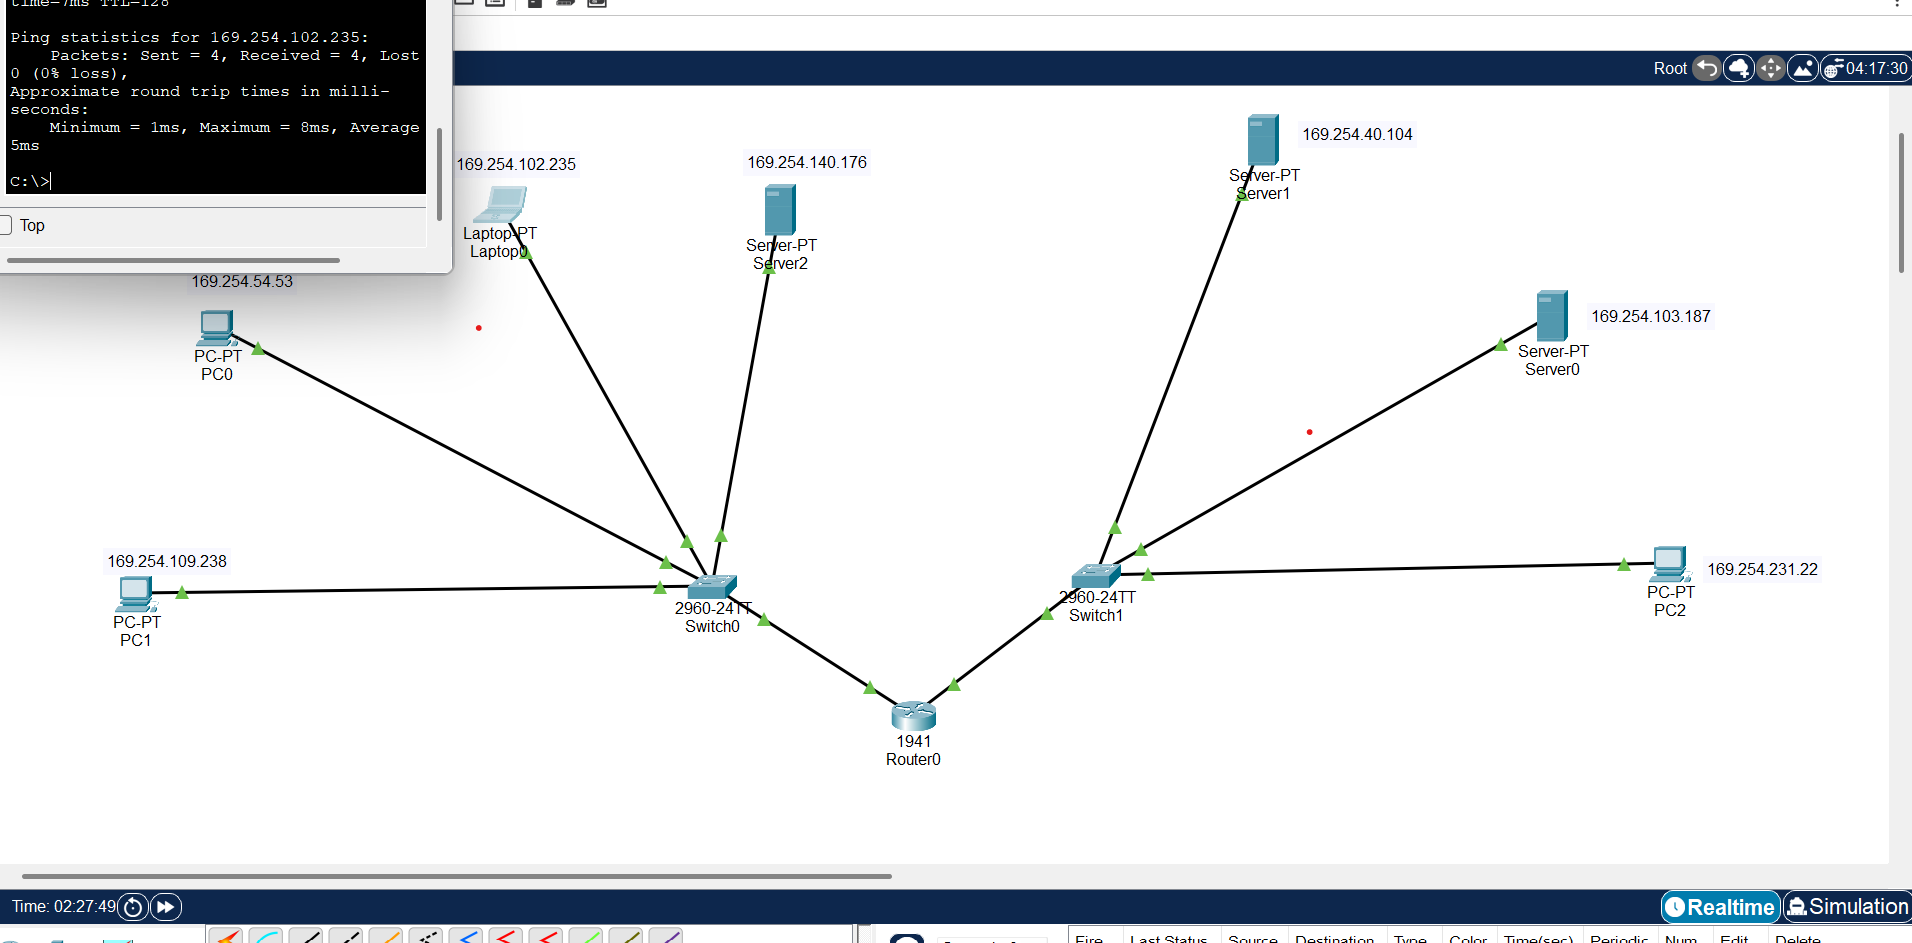 time=7ms TTL=128
Ping statistics for 169.254.102.235:
Packets: Sent = 4, Received = 4, Lost
0 (0% loss),
Approximate round trip times in milli-
seconds:
Minimum = 1ms, Maximum = 8ms, Average
5ms
C:\>
Top
Root
04:17:30
169.254.102.235
Laptop-PT
Laptop0
169.254.140.176
Server-PT
Server2
169.254.40.104
Server-PT
Server1
169.254.54.53
PC-PT
PC0
169.254.103.187
Server-PT
Server0
169.254.109.238
PC-PT
PC1
2960-24TT
Switch0
2960-24TT
Switch1
169.254.231.22
PC-PT
PC2
1941
Router0
Time: 02:27:49
Realtime
Simulation
Fire Last Status Source Destination Type Color Time(sec) Periodic Num Edit Delete